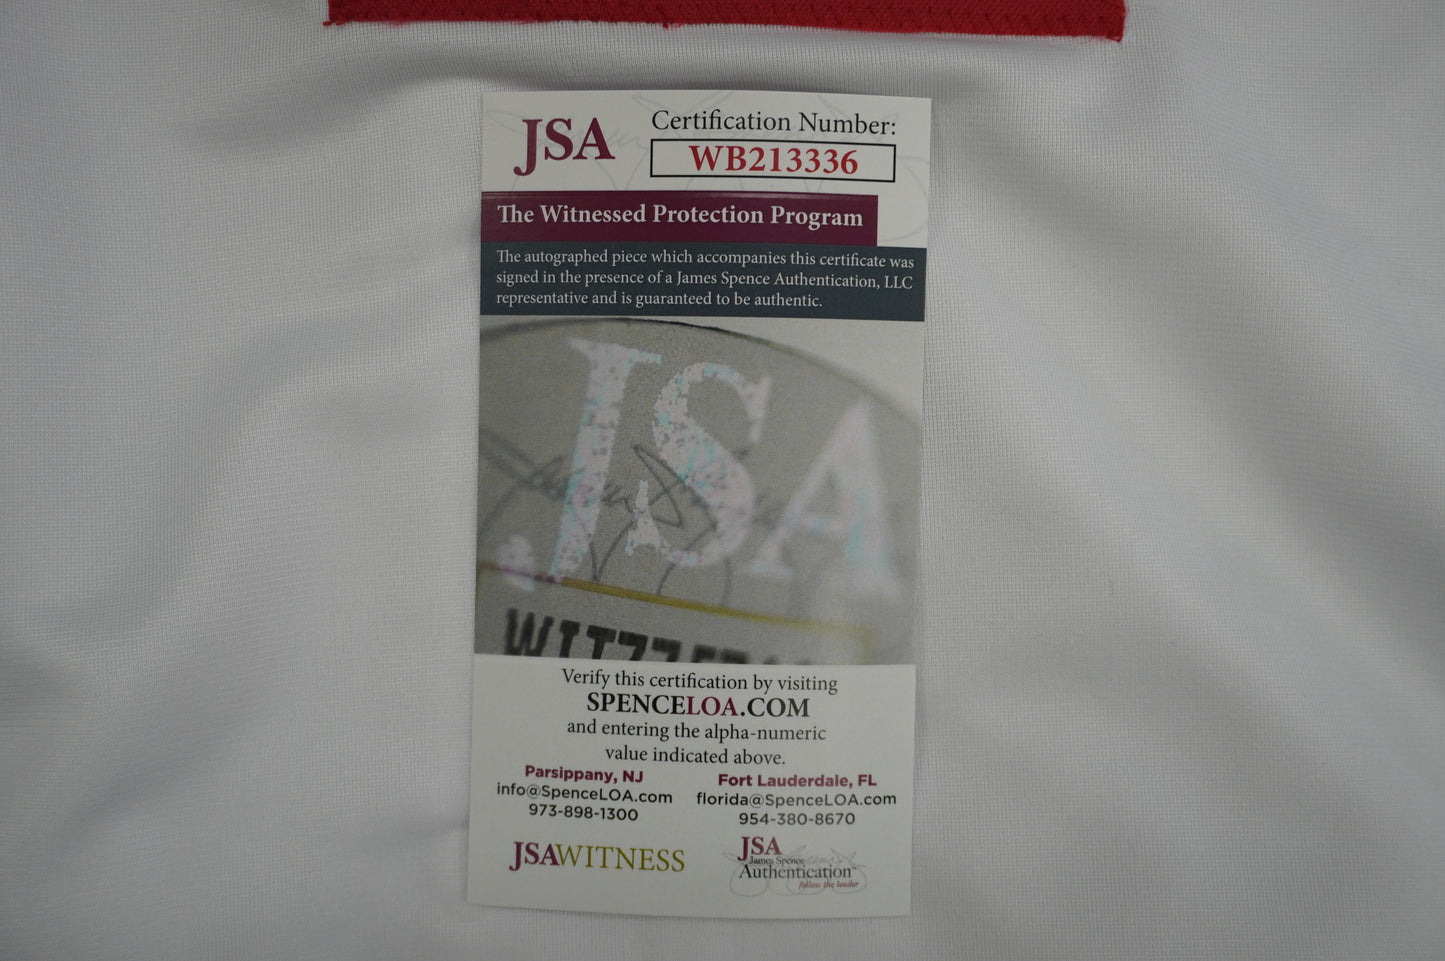 JSA
Certification Number:
WB213336
The Witnessed Protection Program
The autographed piece which accompanies this certificate was
signed in the presence of a James Spence Authentication, LLC
representative and is guaranteed to be authentic.
JSA
Verify this certification by visiting
SPENCELOA.COM
and entering the alpha-numeric
value indicated above.
Parsippany, NJ
info@SpenceLOA.com
973-898-1300
Fort Lauderdale, FL
florida@SpenceLOA.com
954-380-8670
JSAWITNESS
JSA
James Spence
Authentication™
follow the leader